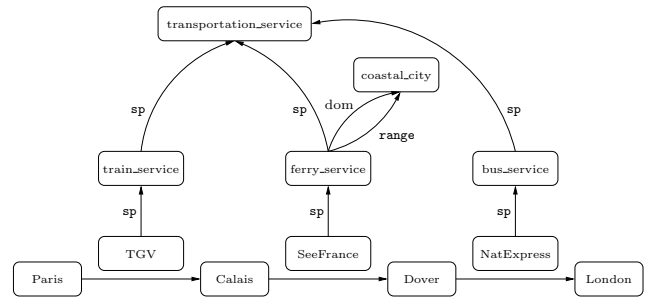 transportation_service
coastal_city
sp
sp
dom
sp
range
train_service
ferry_service
bus_service
sp
sp
sp
TGV
SeeFrance
NatExpress
Paris
Calais
Dover
London